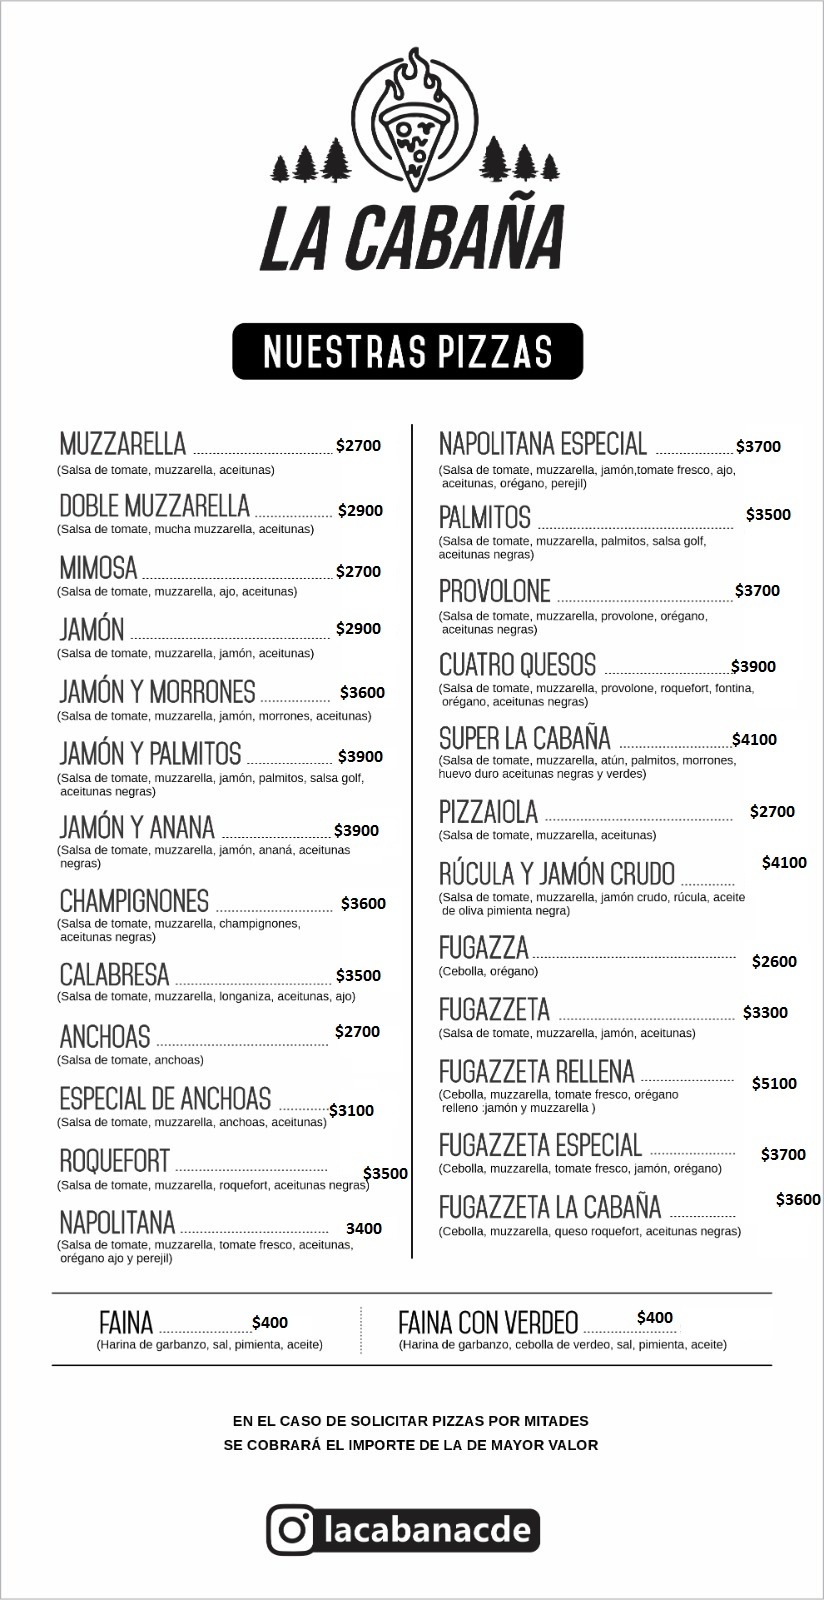 LA CABAÑA
NUESTRAS PIZZAS
MUZZARELLA ........................ $2700
(Salsa de tomate, muzzarella, aceitunas)
DOBLE MUZZARELLA ............ $2900
(Salsa de tomate, mucha muzzarella, aceitunas)
MIMOSA ........................ $2700
(Salsa de tomate, muzzarella, ajo, aceitunas)
JAMÓN ........................ $2900
(Salsa de tomate, muzzarella, jamón, aceitunas)
JAMÓN Y MORRONES ............ $3600
(Salsa de tomate, muzzarella, jamón, morrones, aceitunas)
JAMÓN Y PALMITOS ............ $3900
(Salsa de tomate, muzzarella, jamón, palmitos, salsa golf,
aceitunas negras)
JAMÓN Y ANANA ............ $3900
(Salsa de tomate, muzzarella, jamón, ananá, aceitunas
negras)
CHAMPIGNONES ............ $3600
(Salsa de tomate, muzzarella, champignones,
aceitunas negras)
CALABRESA ............ $3500
(Salsa de tomate, muzzarella, longaniza, aceitunas, ajo)
ANCHOAS ............ $2700
(Salsa de tomate, anchoas)
ESPECIAL DE ANCHOAS ............ $3100
(Salsa de tomate, muzzarella, anchoas, aceitunas)
ROQUEFORT ............ $3500
(Salsa de tomate, muzzarella, roquefort, aceitunas negras)
NAPOLITANA ............ 3400
(Salsa de tomate, muzzarella, tomate fresco, aceitunas,
orégano ajo y perejil)
NAPOLITANA ESPECIAL ............ $3700
(Salsa de tomate, muzzarella, jamón,tomate fresco, ajo,
aceitunas, orégano, perejil)
PALMITOS ............ $3500
(Salsa de tomate, muzzarella, palmitos, salsa golf,
aceitunas negras)
PROVOLONE ............ $3700
(Salsa de tomate, muzzarella, provolone, orégano,
aceitunas negras)
CUATRO QUESOS ............ $3900
(Salsa de tomate, muzzarella, provolone, roquefort, fontina,
orégano, aceitunas negras)
SUPER LA CABAÑA ............ $4100
(Salsa de tomate, muzzarella, atún, palmitos, morrones,
huevo duro aceitunas negras y verdes)
PIZZAIOLA ............ $2700
(Salsa de tomate, muzzarella, aceitunas)
RÚCULA Y JAMÓN CRUDO ............ $4100
(Salsa de tomate, muzzarella, jamón crudo, rúcula, aceite
de oliva pimienta negra)
FUGAZZA ............ $2600
(Cebolla, orégano)
FUGAZZETA ............ $3300
(Salsa de tomate, muzzarella, jamón, aceitunas)
FUGAZZETA RELLENA ............ $5100
(Cebolla, muzzarella, tomate fresco, orégano
relleno :jamón y muzzarella )
FUGAZZETA ESPECIAL ............ $3700
(Cebolla, muzzarella, tomate fresco, jamón, orégano)
FUGAZZETA LA CABAÑA ............ $3600
(Cebolla, muzzarella, queso roquefort, aceitunas negras)
FAINA ............ $400
(Harina de garbanzo, sal, pimienta, aceite)
FAINA CON VERDEO ............ $400
(Harina de garbanzo, cebolla de verdeo, sal, pimienta, aceite)
EN EL CASO DE SOLICITAR PIZZAS POR MITADES
SE COBRARÁ EL IMPORTE DE LA DE MAYOR VALOR
lacabanacde